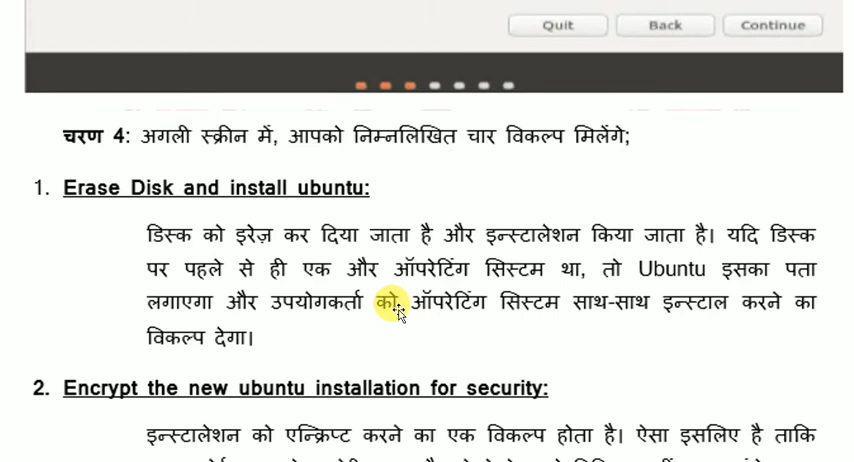 Quit Back Continue
चरण 4: अगली स्क्रीन में, आपको निम्नलिखित चार विकल्प मिलेंगे;
1. Erase Disk and install ubuntu:
डिस्क को इरेज़ कर दिया जाता है और इन्स्टालेशन किया जाता है। यदि डिस्क
पर पहले से ही एक और ऑपरेटिंग सिस्टम था, तो Ubuntu इसका पता
लगाएगा और उपयोगकर्ता को ऑपरेटिंग सिस्टम साथ-साथ इन्स्टाल करने का
विकल्प देगा।
2. Encrypt the new ubuntu installation for security:
इन्स्टालेशन को एन्क्रिप्ट करने का एक विकल्प होता है। ऐसा इसलिए है ताकि